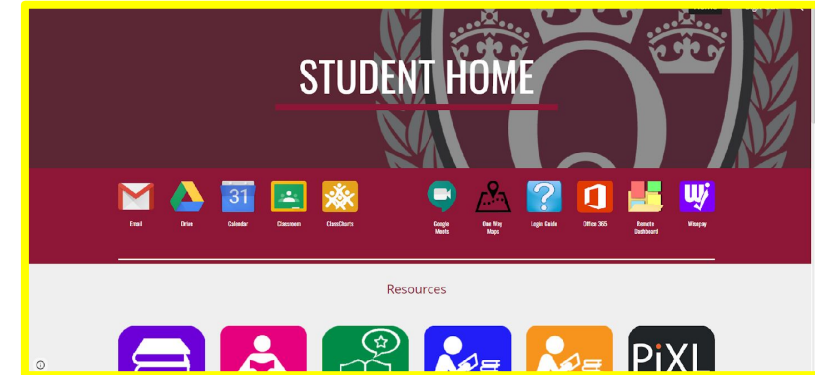 STUDENT HOME
31
Email
Drive
Calendar
Classroom
ClassCharts
Google
Meets
One Way
Maps
Login Guide
Office 365
Remote
Dashboard
Wisepay
Resources
PiXL